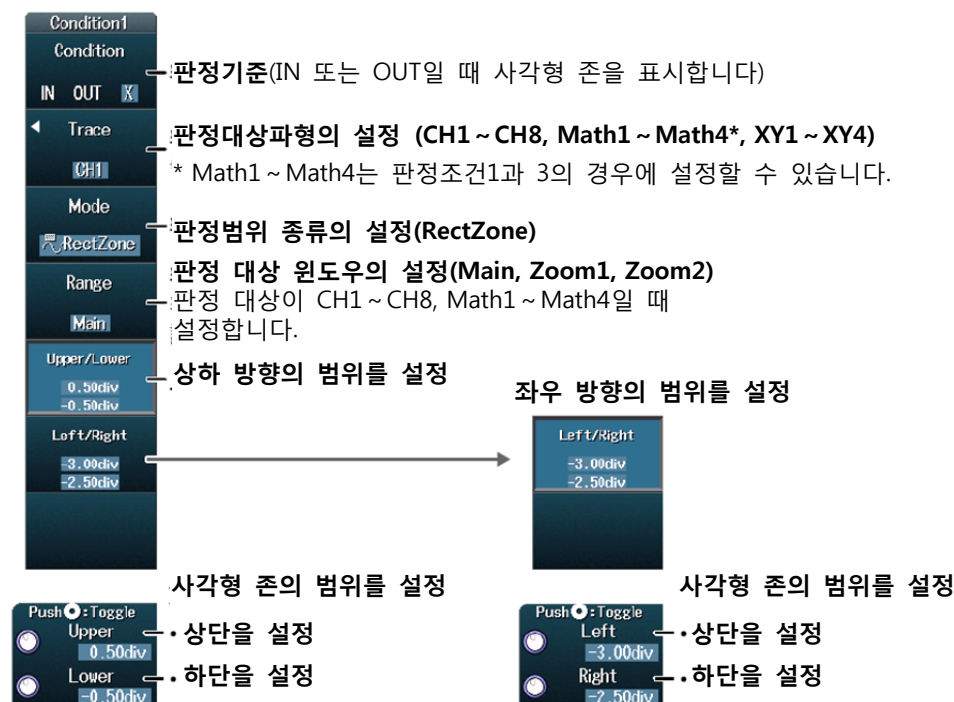 Condition1
Condition
IN OUT X
판정기준(IN 또는 OUT일 때 사각형 존을 표시합니다)
Trace
CH1
판정대상파형의 설정 (CH1~CH8, Math1~Math4*, XY1~XY4)
* Math1~Math4는 판정조건1과 3의 경우에 설정할 수 있습니다.
Mode
RectZone
판정범위 종류의 설정(RectZone)
Range
Main
판정 대상 윈도우의 설정(Main, Zoom1, Zoom2)
판정 대상이 CH1~CH8, Math1~Math4일 때
설정합니다.
Upper/Lower
0.50div
-0.50div
상하 방향의 범위를 설정
Left/Right
-3.00div
-2.50div
좌우 방향의 범위를 설정
Left/Right
-3.00div
-2.50div
사각형 존의 범위를 설정
Push :Toggle
Upper
0.50div
·상단을 설정
Lower
-0.50div
·하단을 설정
사각형 존의 범위를 설정
Push :Toggle
Left
-3.00div
·상단을 설정
Right
-2.50div
·하단을 설정